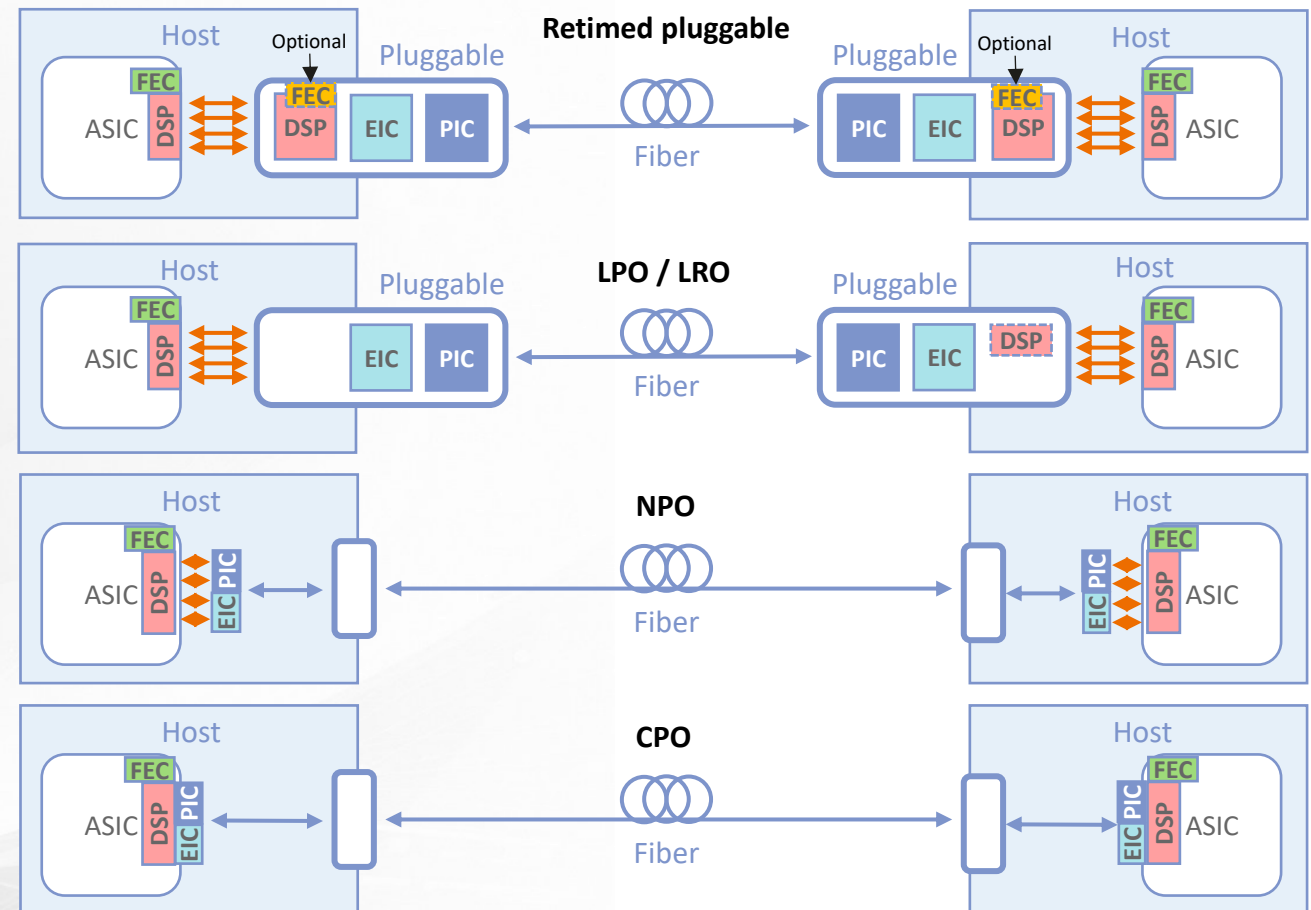 Retimed pluggable
Host
Optional
Pluggable
FEC
ASIC
DSP
FEC
DSP
EIC
PIC
Fiber
Pluggable
Optional
Host
PIC
EIC
FEC
DSP
FEC
DSP
ASIC
LPO / LRO
Host
Pluggable
FEC
ASIC
DSP
EIC
PIC
Fiber
Pluggable
Host
PIC
EIC
DSP
FEC
DSP
ASIC
NPO
Host
FEC
ASIC
DSP
PIC
EIC
Fiber
Host
PIC
EIC
FEC
DSP
ASIC
CPO
Host
FEC
ASIC
DSP
PIC
EIC
Fiber
Host
PIC
EIC
FEC
DSP
ASIC